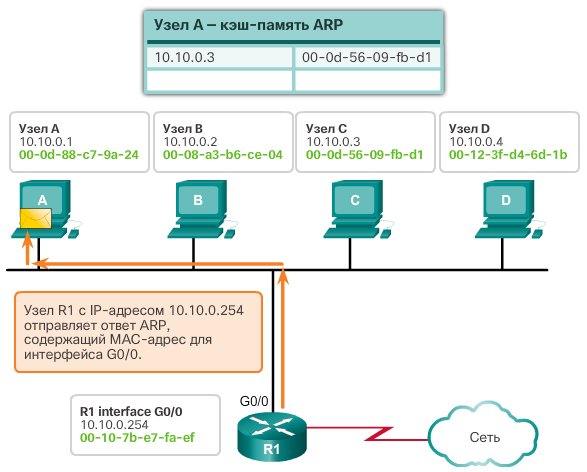 Узел A – кэш-память ARP
10.10.0.3 00-0d-56-09-fb-d1
Узел A
10.10.0.1
00-0d-88-c7-9a-24
Узел B
10.10.0.2
00-08-a3-b6-ce-04
Узел C
10.10.0.3
00-0d-56-09-fb-d1
Узел D
10.10.0.4
00-12-3f-d4-6d-1b
A
B
C
D
Узел R1 с IP-адресом 10.10.0.254
отправляет ответ ARP,
содержащий MAC-адрес для
интерфейса G0/0.
R1 interface G0/0
10.10.0.254
00-10-7b-e7-fa-ef
G0/0
R1
Сеть